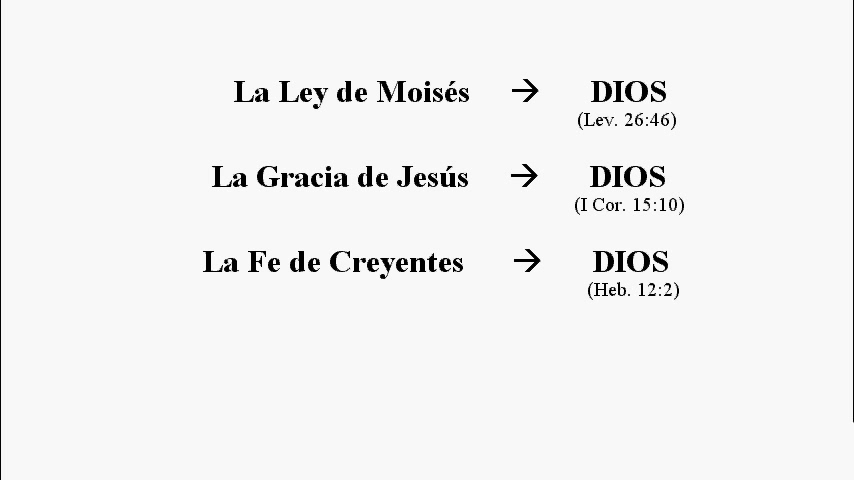 La Ley de Moisés → DIOS
(Lev. 26:46)
La Gracia de Jesús → DIOS
(I Cor. 15:10)
La Fe de Creyentes → DIOS
(Heb. 12:2)